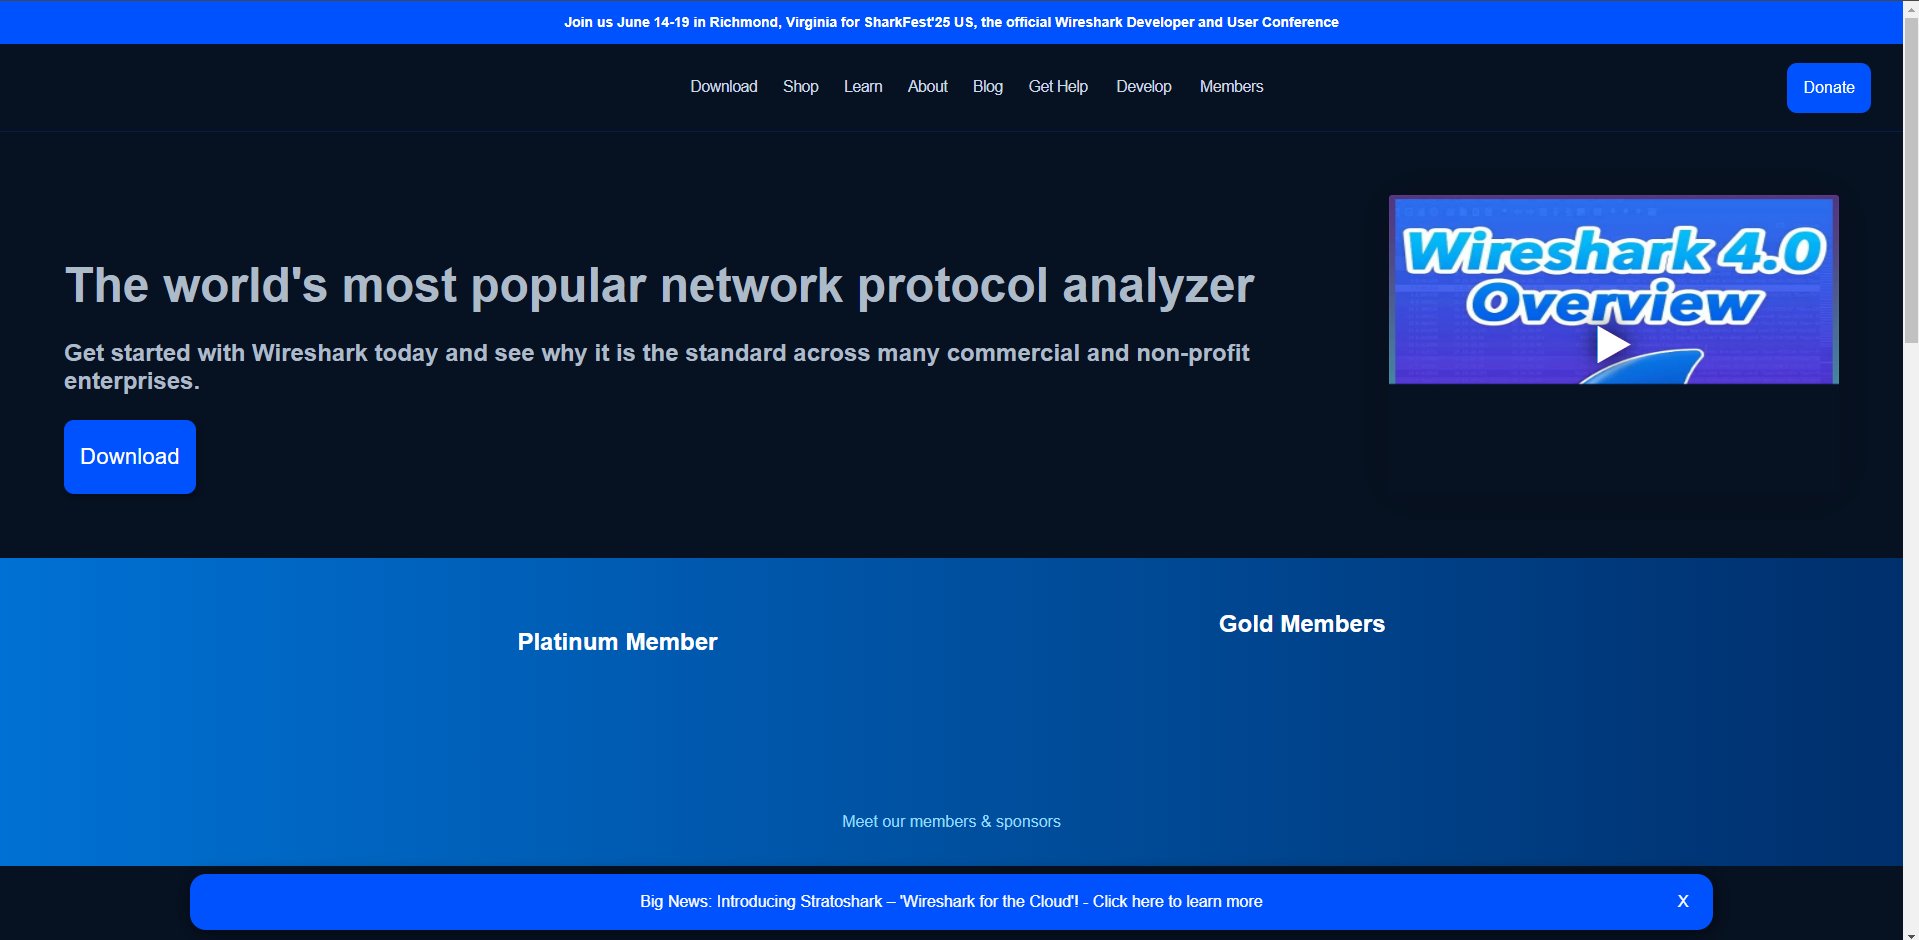 Join us June 14-19 in Richmond, Virginia for SharkFest'25 US, the official Wireshark Developer and User Conference
Download Shop Learn About Blog Get Help Develop Members
Donate
The world's most popular network protocol analyzer
Get started with Wireshark today and see why it is the standard across many commercial and non-profit
enterprises.
Download
Wireshark 4.0
Overview
Platinum Member
Gold Members
Meet our members & sponsors
Big News: Introducing Stratoshark – 'Wireshark for the Cloud'! - Click here to learn more
X